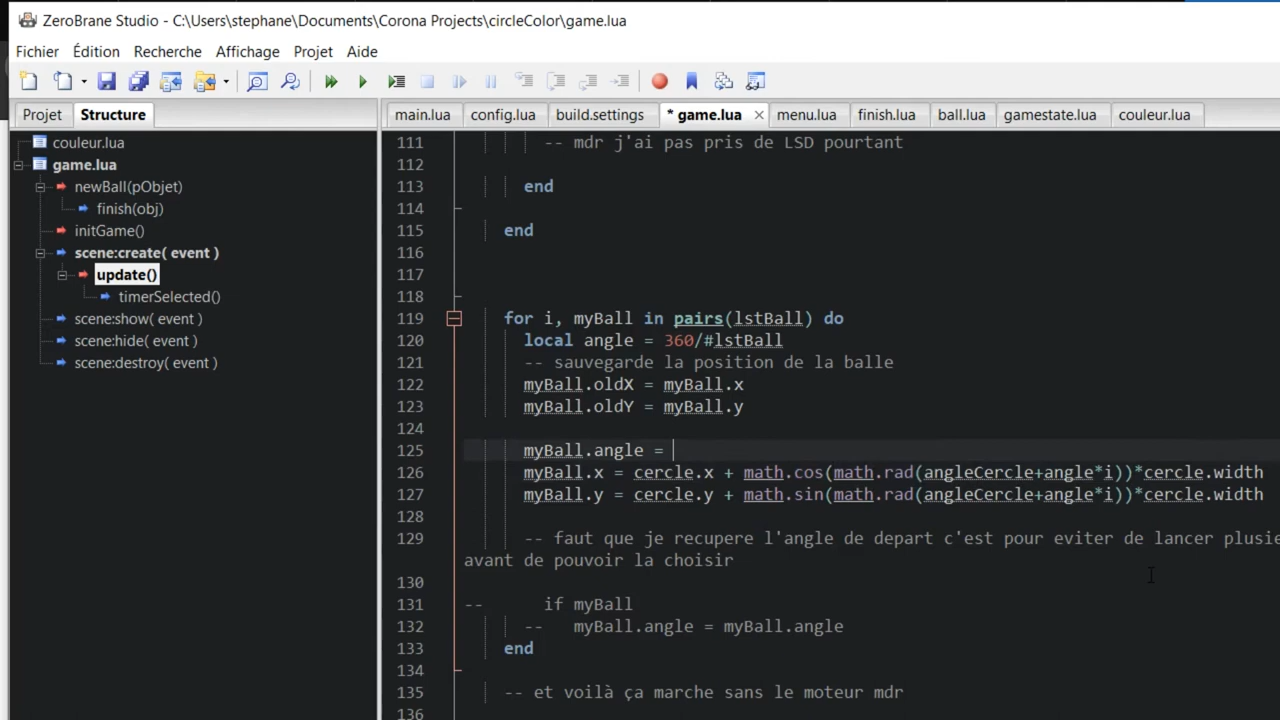 ZeroBrane Studio - C:\Users\stephane\Documents\Corona Projects\circleColor\game.lua
Fichier Édition Recherche Affichage Projet Aide
Projet Structure
couleur.lua
game.lua
newBall(pObjet)
finish(obj)
initGame()
scene:create( event )
update()
timerSelected()
scene:show( event )
scene:hide( event )
scene:destroy( event )
main.lua config.lua build.settings * game.lua menu.lua finish.lua ball.lua gamestate.lua couleur.lua
111 -- mdr j'ai pas pris de LSD pourtant
112
113 end
114
115 end
116
117
118
119 for i, myBall in pairs(lstBall) do
120 local angle = 360/#lstBall
121 -- sauvegarde la position de la balle
122 myBall.oldX = myBall.x
123 myBall.oldY = myBall.y
124
125 myBall.angle =
126 myBall.x = cercle.x + math.cos(math.rad(angleCercle+angle*i))*cercle.width
127 myBall.y = cercle.y + math.sin(math.rad(angleCercle+angle*i))*cercle.width
128
129 -- faut que je recupere l'angle de depart c'est pour eviter de lancer plusie
avant de pouvoir la choisir
130
131 -- if myBall
132 -- myBall.angle = myBall.angle
133 end
134
135 -- et voilà ça marche sans le moteur mdr
136